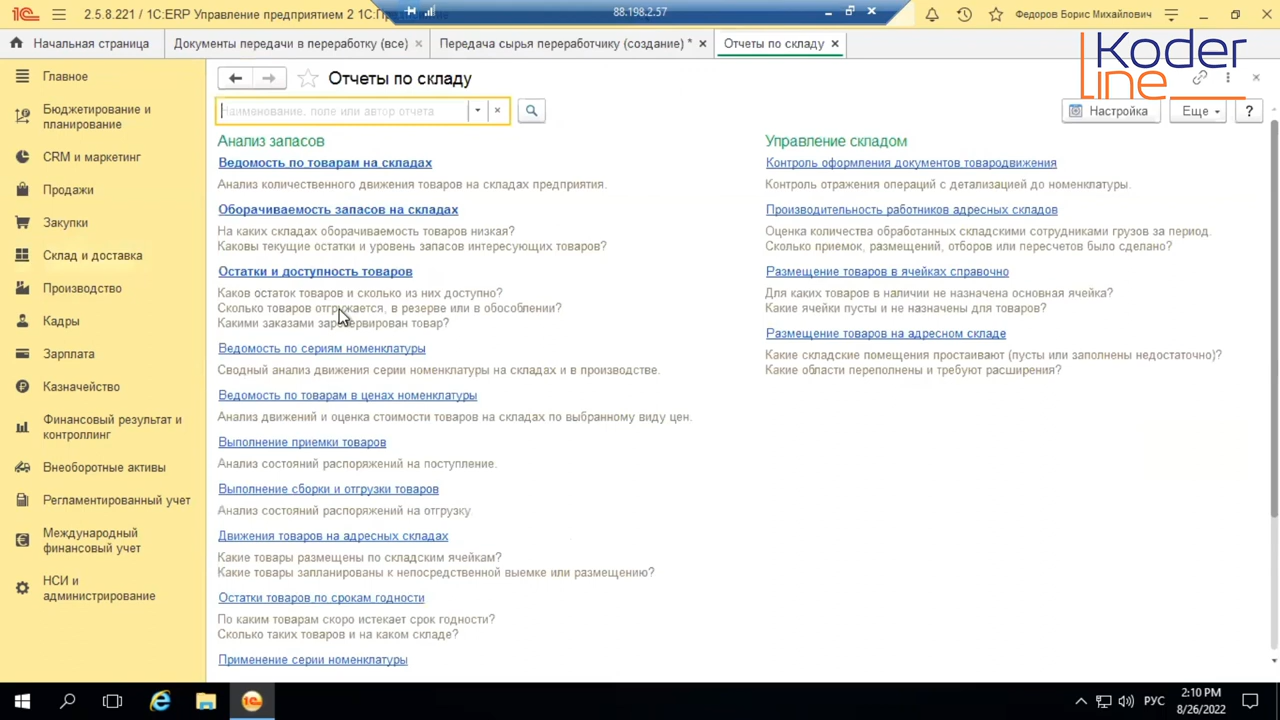 2.5.8.221 / 1С:ERP Управление предприятием 2 1С:Пр
88.198.2.57
Федоров Борис Михайлович
Начальная страница
Документы передачи в переработку (все) ×
Передача сырья переработчику (создание) * ×
Отчеты по складу ×
Koder
line
Главное
Бюджетирование и
планирование
CRM и маркетинг
Продажи
Закупки
Склад и доставка
Производство
Кадры
Зарплата
Казначейство
Финансовый результат и
контроллинг
Внеоборотные активы
Регламентированный учет
Международный
финансовый учет
НСИ и
администрирование
Отчеты по складу
Наименование, поле или автор отчета
Настройка
Еще
?
Анализ запасов
Ведомость по товарам на складах
Анализ количественного движения товаров на складах предприятия.
Оборачиваемость запасов на складах
На каких складах оборачиваемость товаров низкая?
Каковы текущие остатки и уровень запасов интересующих товаров?
Остатки и доступность товаров
Каков остаток товаров и сколько из них доступно?
Сколько товаров отгружается, в резерве или в обособлении?
Какими заказами зарезервирован товар?
Ведомость по сериям номенклатуры
Сводный анализ движения серии номенклатуры на складах и в производстве.
Ведомость по товарам в ценах номенклатуры
Анализ движений и оценка стоимости товаров на складах по выбранному виду цен.
Выполнение приемки товаров
Анализ состояний распоряжений на поступление.
Выполнение сборки и отгрузки товаров
Анализ состояний распоряжений на отгрузку.
Движения товаров на адресных складах
Какие товары размещены по складским ячейкам?
Какие товары запланированы к непосредственной выемке или размещению?
Остатки товаров по срокам годности
По каким товарам скоро истекает срок годности?
Сколько таких товаров и на каком складе?
Применение серии номенклатуры
Управление складом
Контроль оформления документов товародвижения
Контроль отражения операций с детализацией до номенклатуры.
Производительность работников адресных складов
Оценка количества обработанных складскими сотрудниками грузов за период.
Сколько приемок, размещений, отборов или пересчетов было сделано?
Размещение товаров в ячейках справочно
Для каких товаров в наличии не назначена основная ячейка?
Какие ячейки пусты и не назначены для товаров?
Размещение товаров на адресном складе
Какие складские помещения простаивают (пусты или заполнены недостаточно)?
Какие области переполнены и требуют расширения?
РУС
2:10 PM
8/26/2022